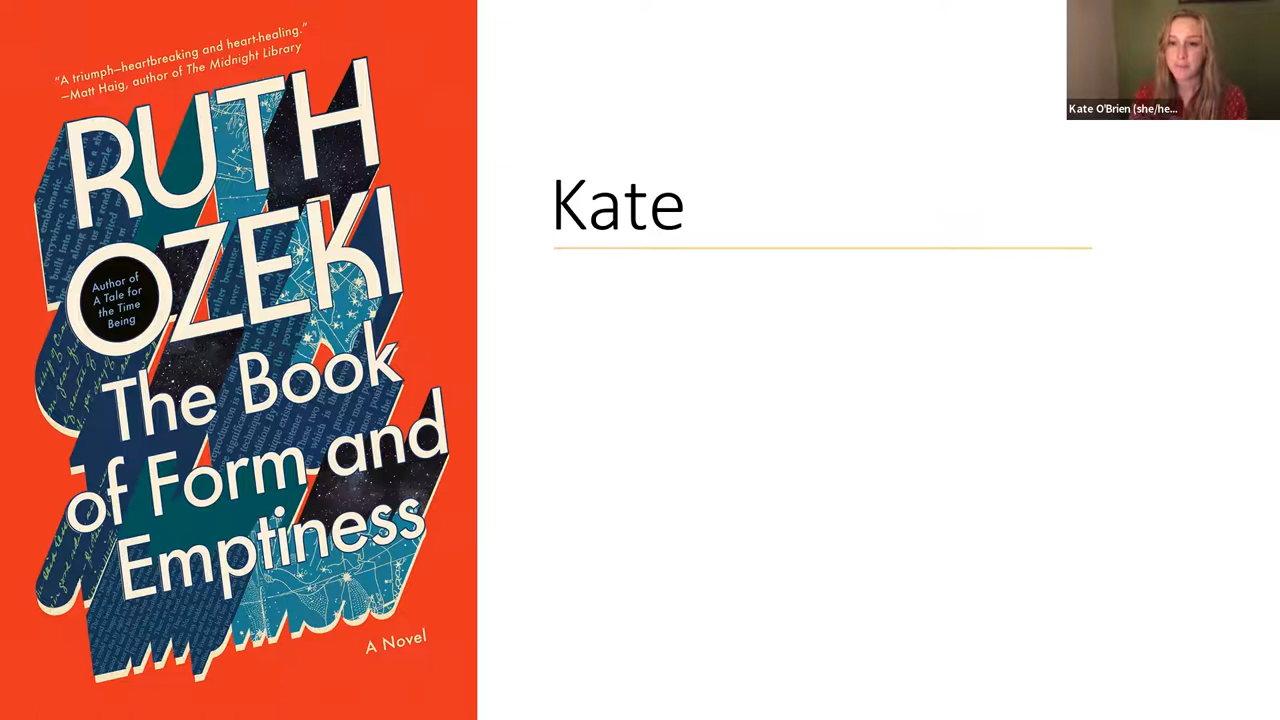 "A triumph—heartbreaking and heart-healing."
—Matt Haig, author of The Midnight Library
RUTH
OZEKI
Author of
A Tale for
the Time
Being
The Book
of Form and
Emptiness
A Novel
Kate
Kate O'Brien (she/he...